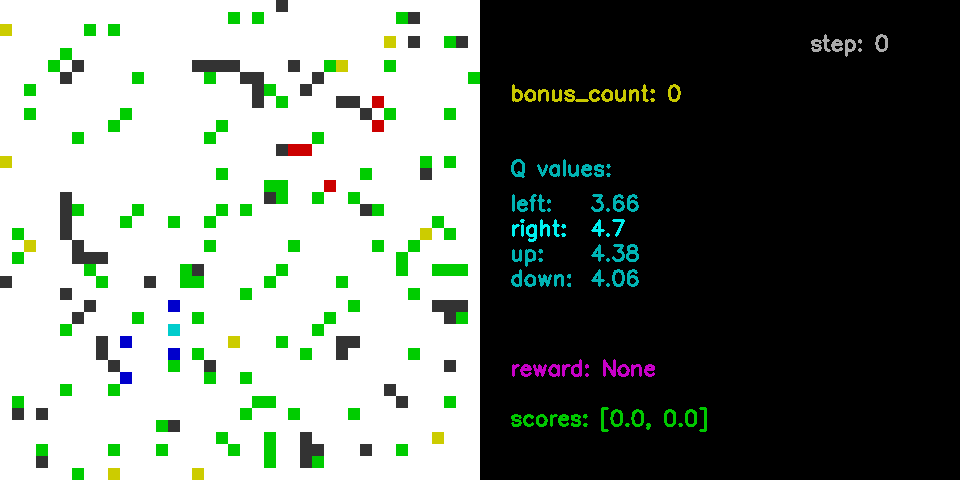 step: 0
bonus_count: 0
Q values:
left: 3.66
right: 4.7
up: 4.38
down: 4.06
reward: None
scores: [0.0, 0.0]